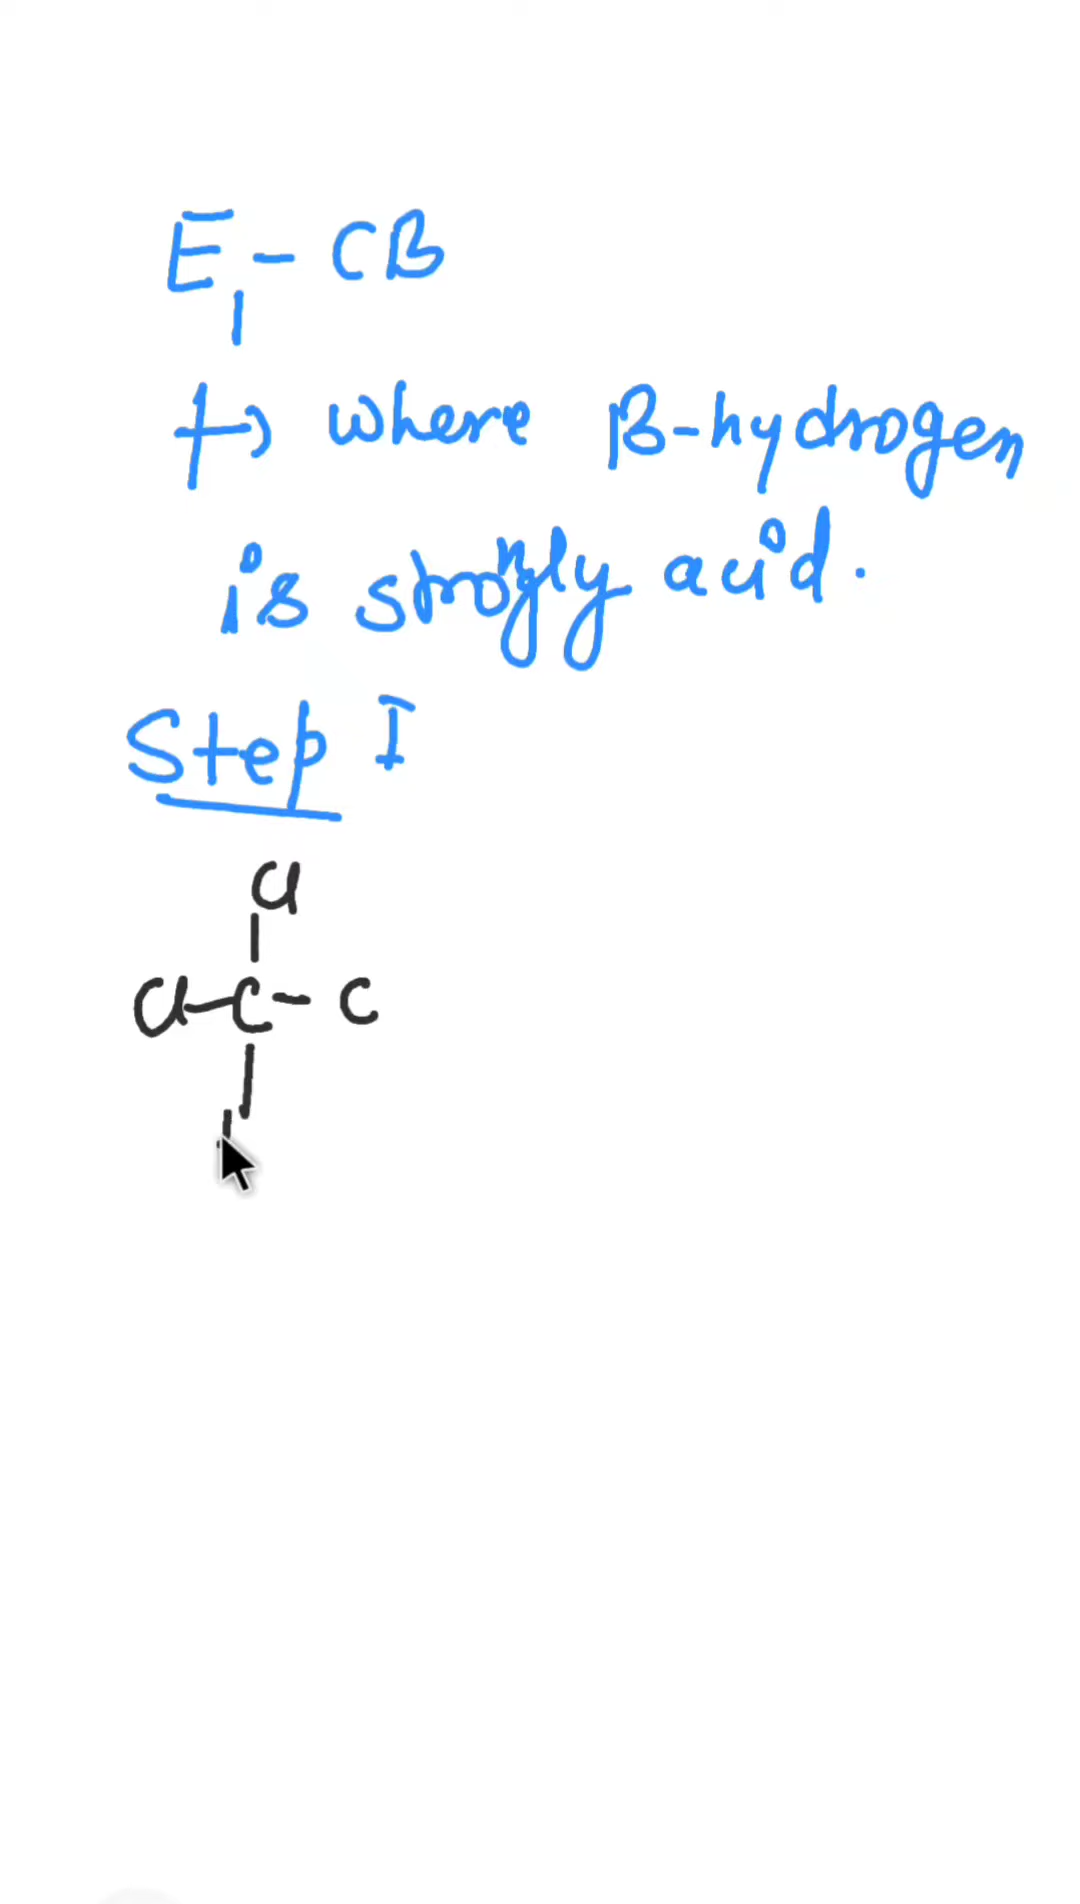 E₁ - CB
↦ where β-hydrogen
is strongly acid.
Step I
Cl
Cl-C-C